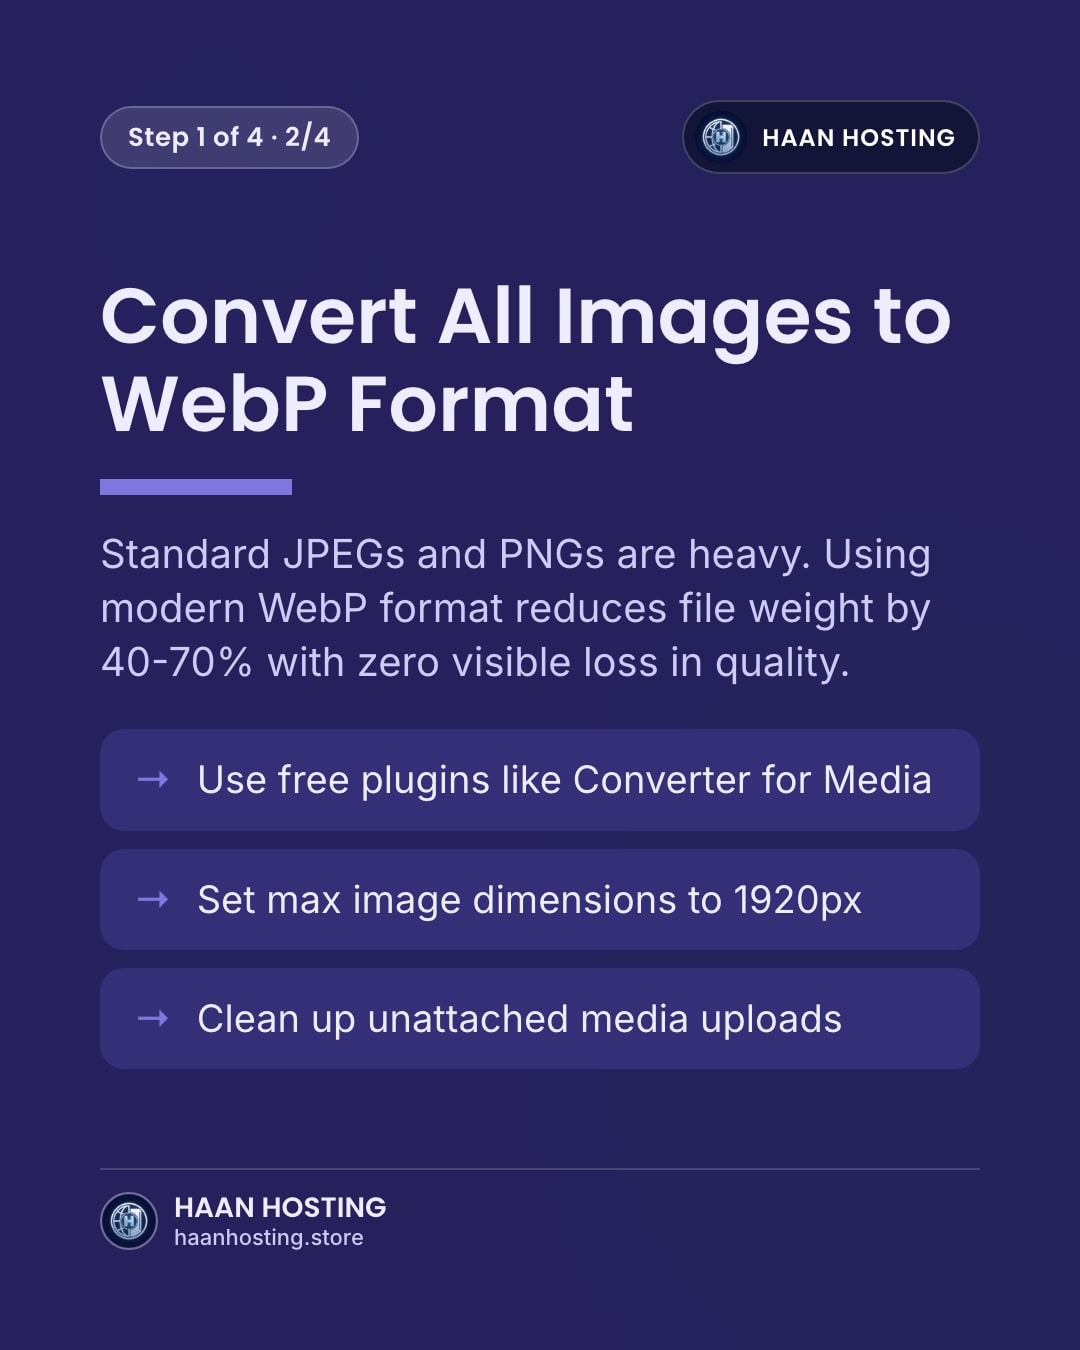 Step 1 of 4 · 2/4
HAAN HOSTING
Convert All Images to
WebP Format
Standard JPEGs and PNGs are heavy. Using
modern WebP format reduces file weight by
40-70% with zero visible loss in quality.
→ Use free plugins like Converter for Media
→ Set max image dimensions to 1920px
→ Clean up unattached media uploads
HAAN HOSTING
haanhosting.store